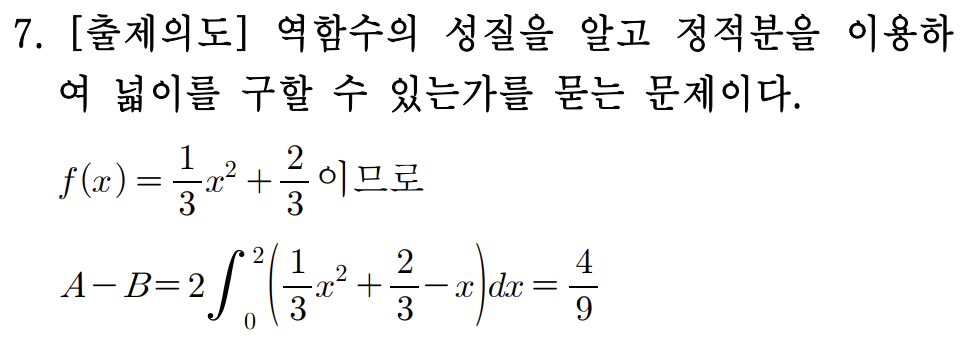 7. [출제의도] 역함수의 성질을 알고 정적분을 이용하
여 넓이를 구할 수 있는가를 묻는 문제이다.
f(x) = \frac{1}{3}x^2 + \frac{2}{3} 이므로
A - B = 2\int_0^2 \left( \frac{1}{3}x^2 + \frac{2}{3} - x \right) dx = \frac{4}{9}